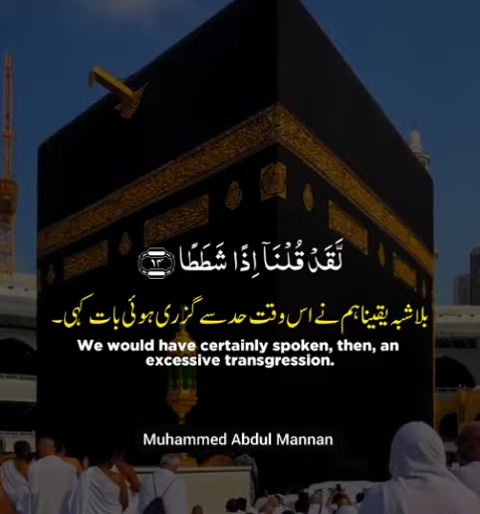 لَّقَدۡ قُلۡنَآ إِذٗا شَطَطًا ۝١٣
بلاشبہ یقینا ہم نے اس وقت حد سے گزری ہوئی بات کہی۔
We would have certainly spoken, then, an
excessive transgression.
Muhammed Abdul Mannan